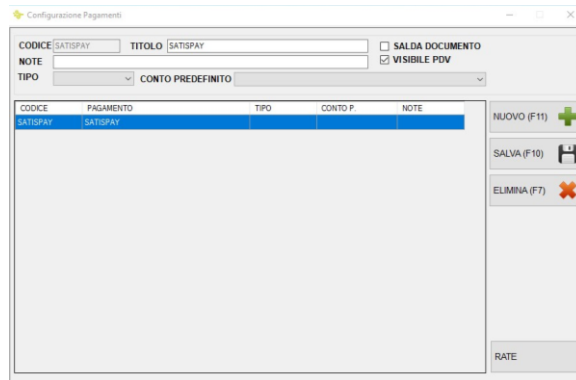 Configurazione Pagamenti
CODICE SATISPAY TITOLO SATISPAY SALDA DOCUMENTO
NOTE VISIBILE PDV
TIPO CONTO PREDEFINITO
CODICE PAGAMENTO TIPO CONTO P. NOTE
SATISPAY SATISPAY
NUOVO (F11)
SALVA (F10)
ELIMINA (F7)
RATE